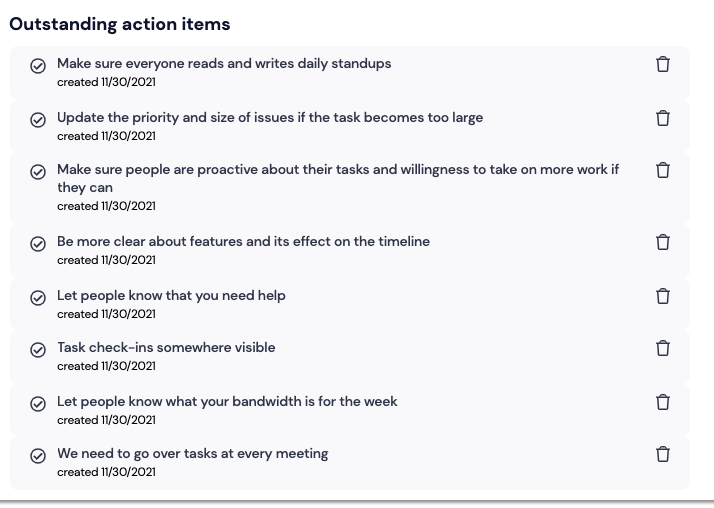 Outstanding action items
Make sure everyone reads and writes daily standups
created 11/30/2021
Update the priority and size of issues if the task becomes too large
created 11/30/2021
Make sure people are proactive about their tasks and willingness to take on more work if
they can
created 11/30/2021
Be more clear about features and its effect on the timeline
created 11/30/2021
Let people know that you need help
created 11/30/2021
Task check-ins somewhere visible
created 11/30/2021
Let people know what your bandwidth is for the week
created 11/30/2021
We need to go over tasks at every meeting
created 11/30/2021